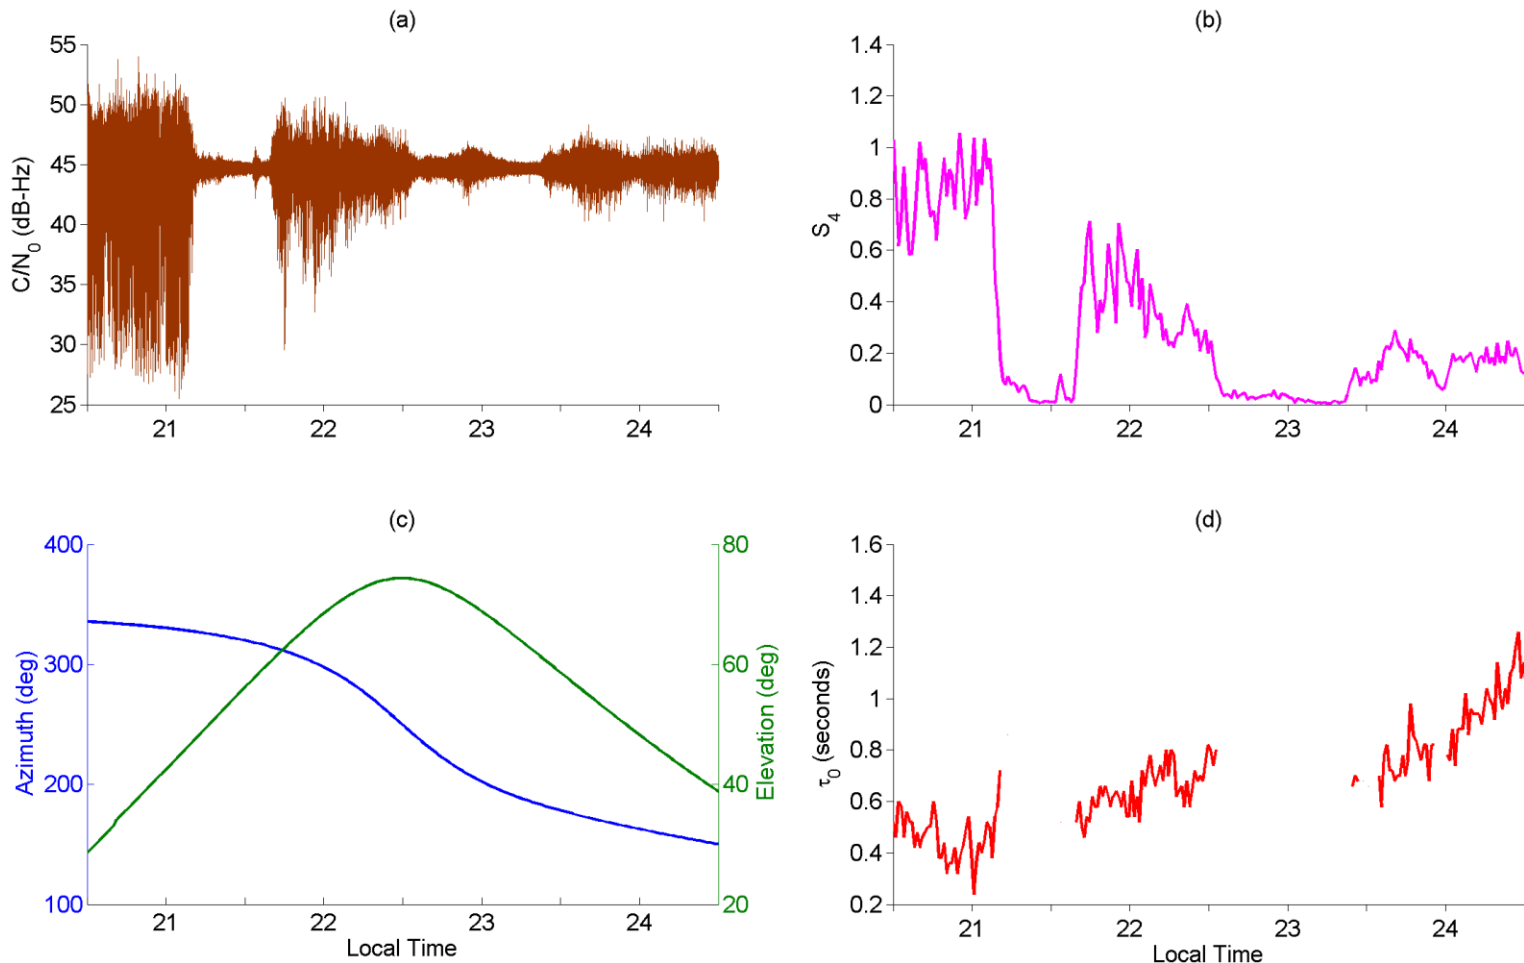 (a)
55
50
45
40
35
30
25
C/N0 (dB-Hz)
21 22 23 24
(b)
1.4
1.2
1
0.8
0.6
0.4
0.2
0
S4
21 22 23 24
(c)
400
300
200
100
Azimuth (deg)
80
60
40
20
Elevation (deg)
21 22 23 24
Local Time
(d)
1.6
1.4
1.2
1
0.8
0.6
0.4
0.2
τ0 (seconds)
21 22 23 24
Local Time